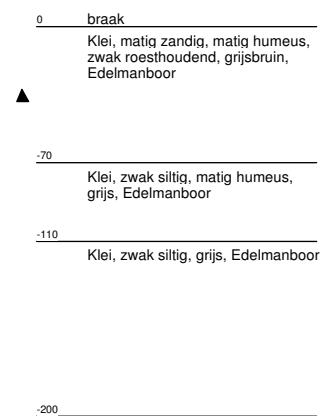 0 braak
Klei, matig zandig, matig humeus,
zwak roesthoudend, grijsbruin,
Edelmanboor
-70
Klei, zwak siltig, matig humeus,
grijs, Edelmanboor
-110
Klei, zwak siltig, grijs, Edelmanboor
-200